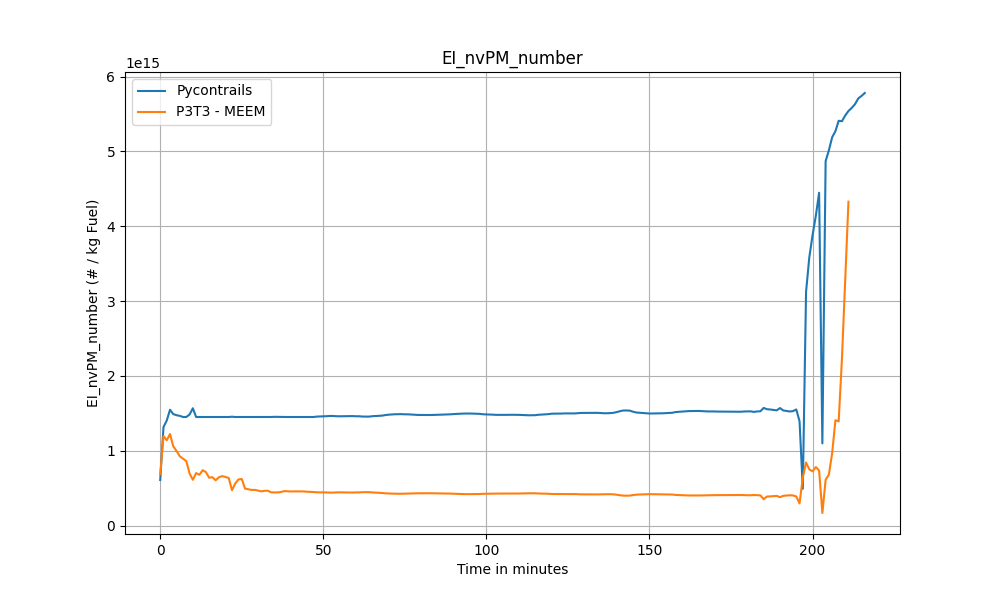 EI_nvPM_number
1e15
Pycontrails
P3T3 - MEEM
EI_nvPM_number (# / kg Fuel)
6
5
4
3
2
1
0
0 50 100 150 200
Time in minutes